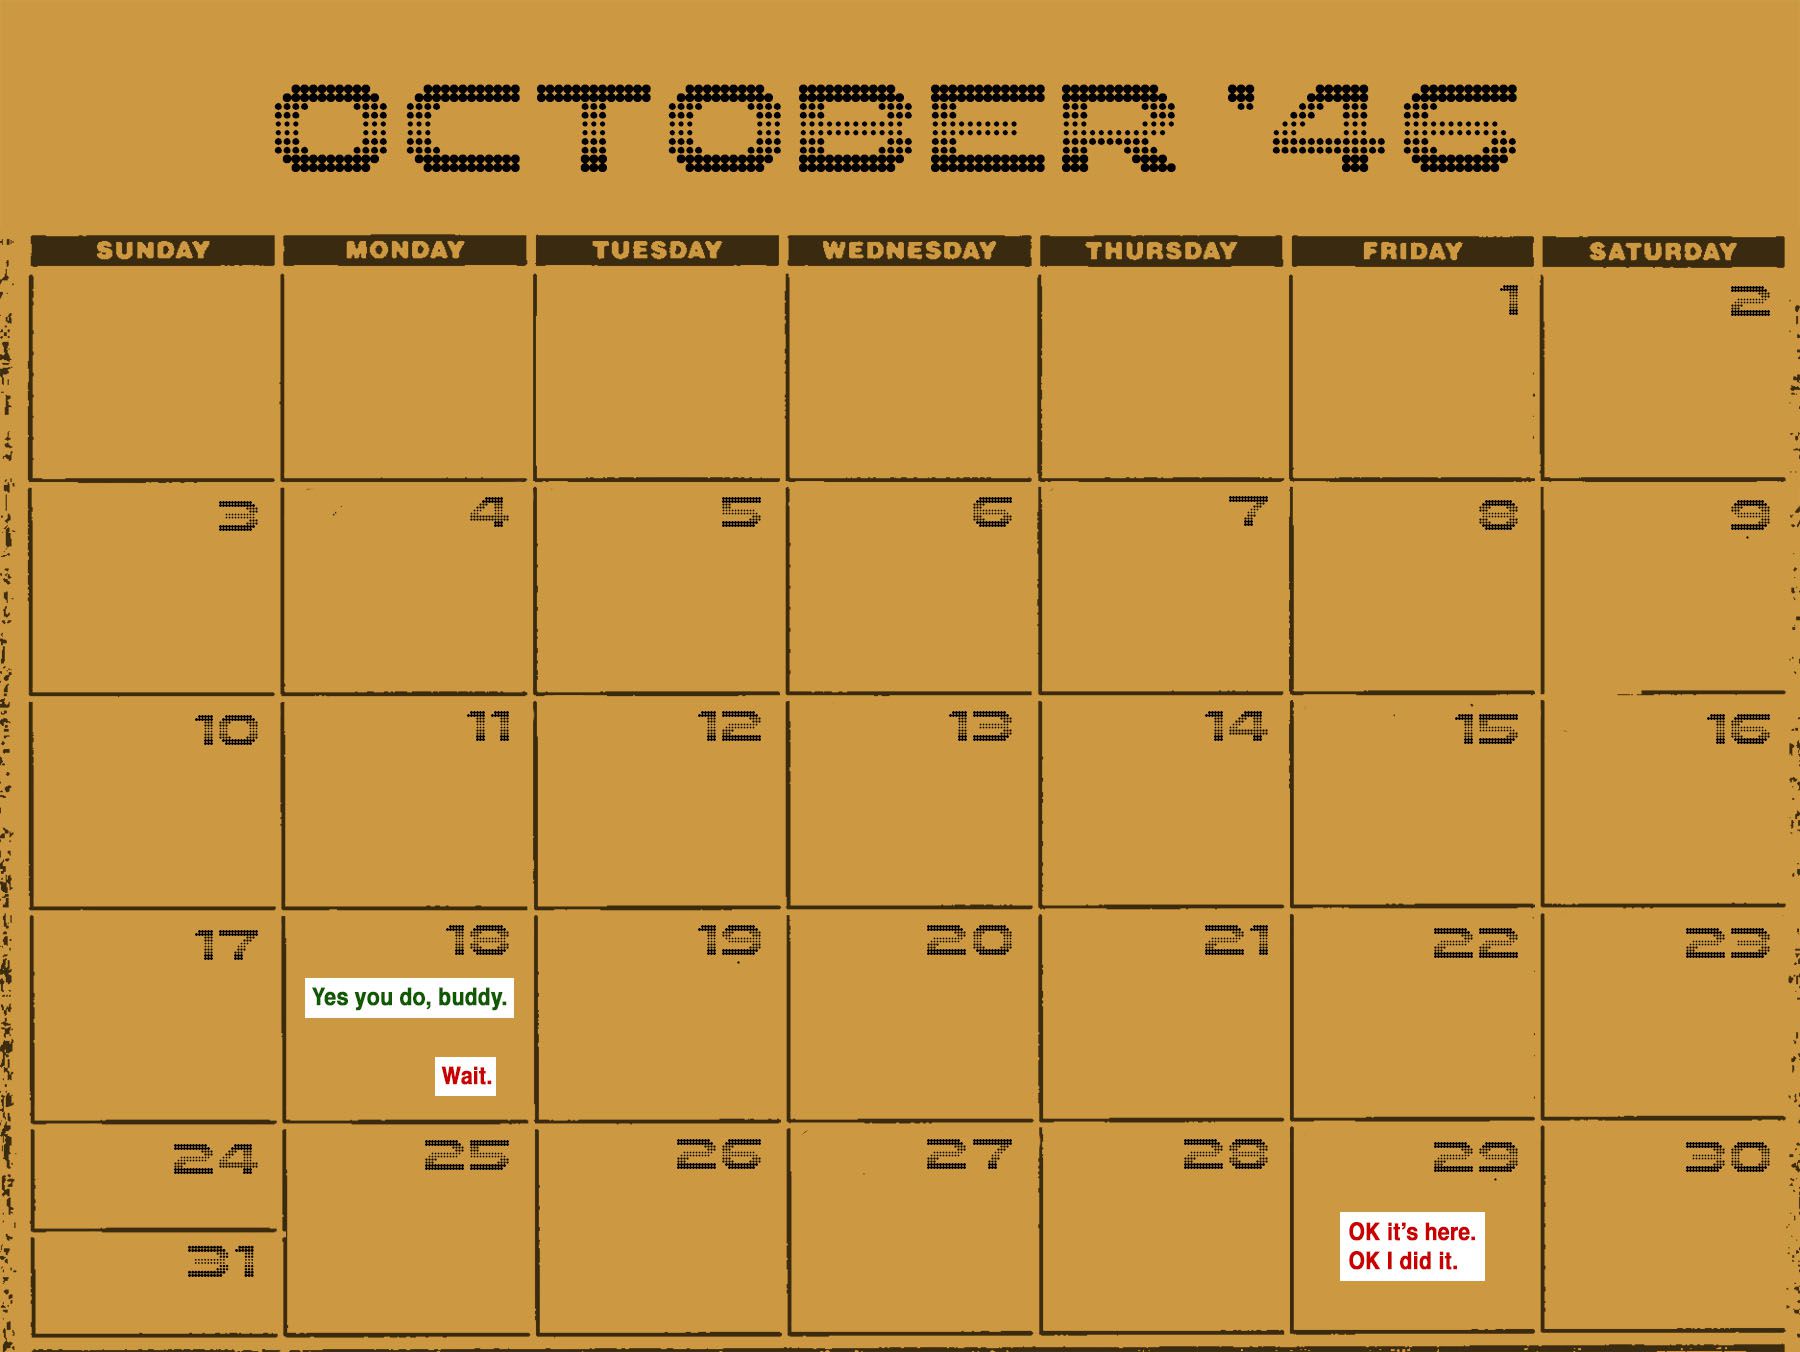 OCTOBER '46
SUNDAY MONDAY TUESDAY WEDNESDAY THURSDAY FRIDAY SATURDAY
1 2
3 4 5 6 7 8 9
10 11 12 13 14 15 16
17 18 19 20 21 22 23
Yes you do, buddy.
Wait.
24 25 26 27 28 29 30
OK it’s here.
OK I did it.
31